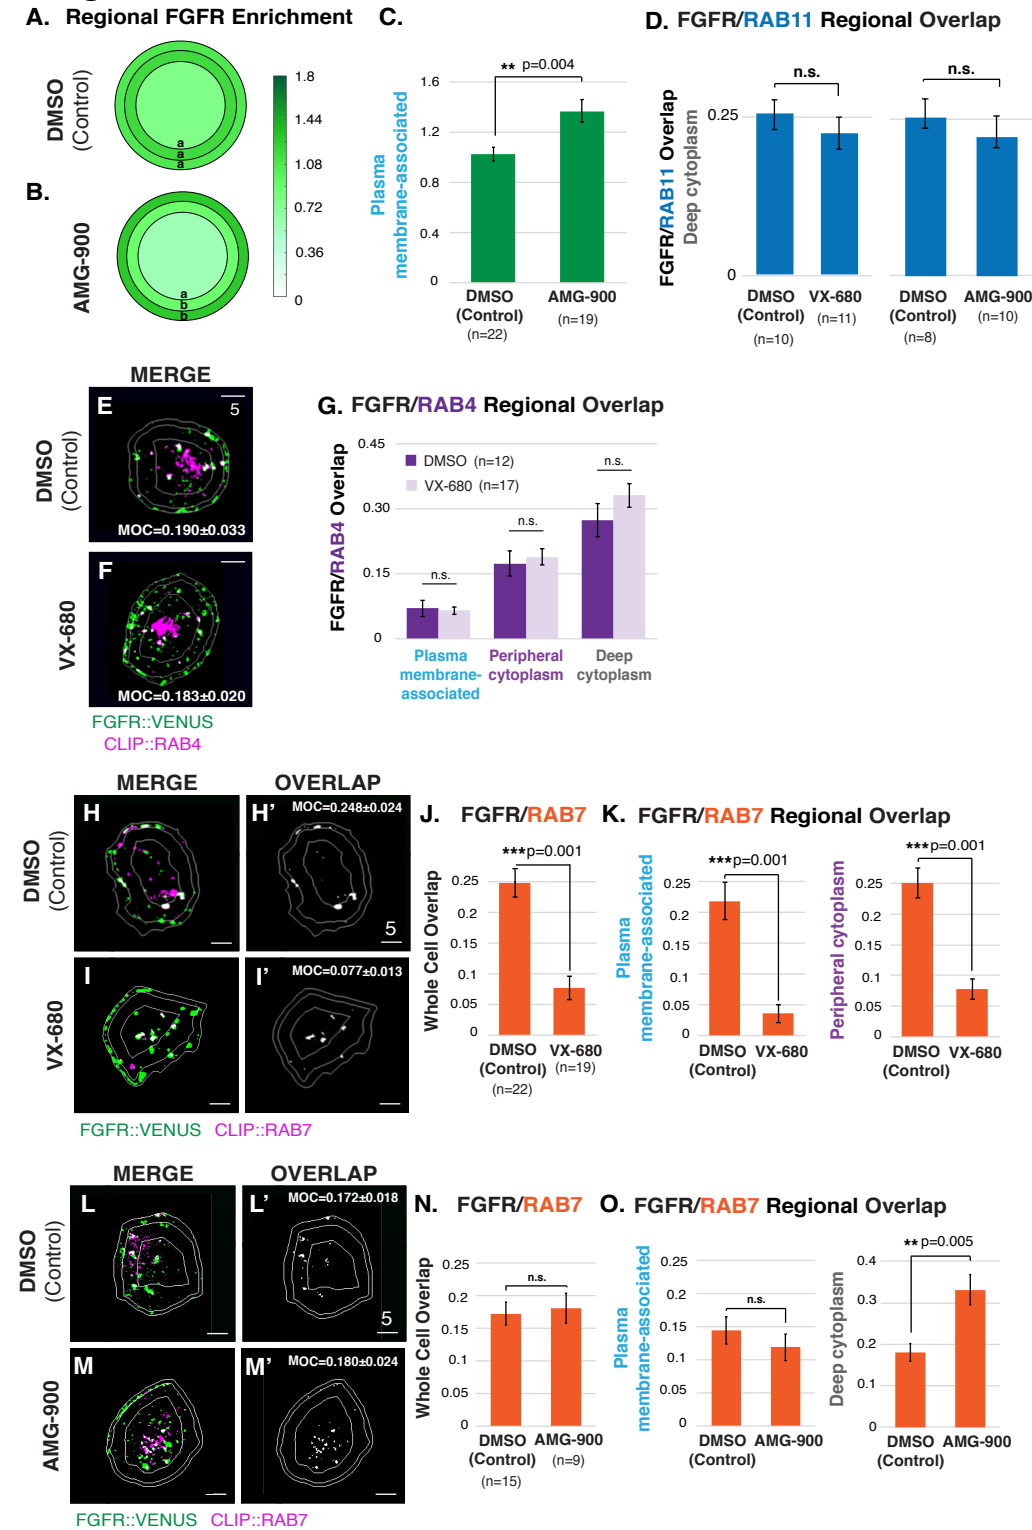 A. Regional FGFR Enrichment
DMSO
(Control)
a
a
a
B.
AMG-900
a
b
b
1.8
1.44
1.08
0.72
0.36
0
C.
** p=0.004
Plasma
membrane-associated
1.6
1.2
0.8
0.4
0
DMSO
(Control)
(n=22)
AMG-900
(n=19)
D. FGFR/RAB11 Regional Overlap
FGFR/RAB11 Overlap
Deep cytoplasm
n.s.
n.s.
0.25
0
DMSO
(Control)
(n=10)
VX-680
(n=11)
DMSO
(Control)
(n=8)
AMG-900
(n=10)
MERGE
DMSO
(Control)
E
5
MOC=0.190±0.033
VX-680
F
MOC=0.183±0.020
FGFR::VENUS
CLIP::RAB4
G. FGFR/RAB4 Regional Overlap
FGFR/RAB4 Overlap
0.45
0.30
0.15
0
DMSO (n=12)
VX-680 (n=17)
n.s.
n.s.
n.s.
Plasma
membrane-
associated
Peripheral
cytoplasm
Deep
cytoplasm
MERGE
OVERLAP
DMSO
(Control)
H
H’
MOC=0.248±0.024
5
VX-680
I
I’
MOC=0.077±0.013
FGFR::VENUS CLIP::RAB7
J. FGFR/RAB7
***p=0.001
Whole Cell Overlap
0.25
0.2
0.15
0.1
0.05
0
DMSO
(Control)
(n=22)
VX-680
(n=19)
K. FGFR/RAB7 Regional Overlap
***p=0.001
Plasma
membrane-associated
0.25
0.2
0.15
0.1
0.05
0
DMSO
(Control)
VX-680
***p=0.001
Peripheral cytoplasm
0.25
0.2
0.15
0.1
0.05
0
DMSO
(Control)
VX-680
MERGE
OVERLAP
DMSO
(Control)
L
L’
MOC=0.172±0.018
5
AMG-900
M
M’
MOC=0.180±0.024
FGFR::VENUS CLIP::RAB7
N. FGFR/RAB7
Whole Cell Overlap
n.s.
0.25
0.2
0.15
0.1
0.05
0
DMSO
(Control)
(n=15)
AMG-900
(n=9)
O. FGFR/RAB7 Regional Overlap
Plasma
membrane-associated
n.s.
0.25
0.2
0.15
0.1
0.05
0
DMSO
(Control)
AMG-900
** p=0.005
Deep cytoplasm
0.4
0.3
0.2
0.1
0
DMSO
(Control)
AMG-900